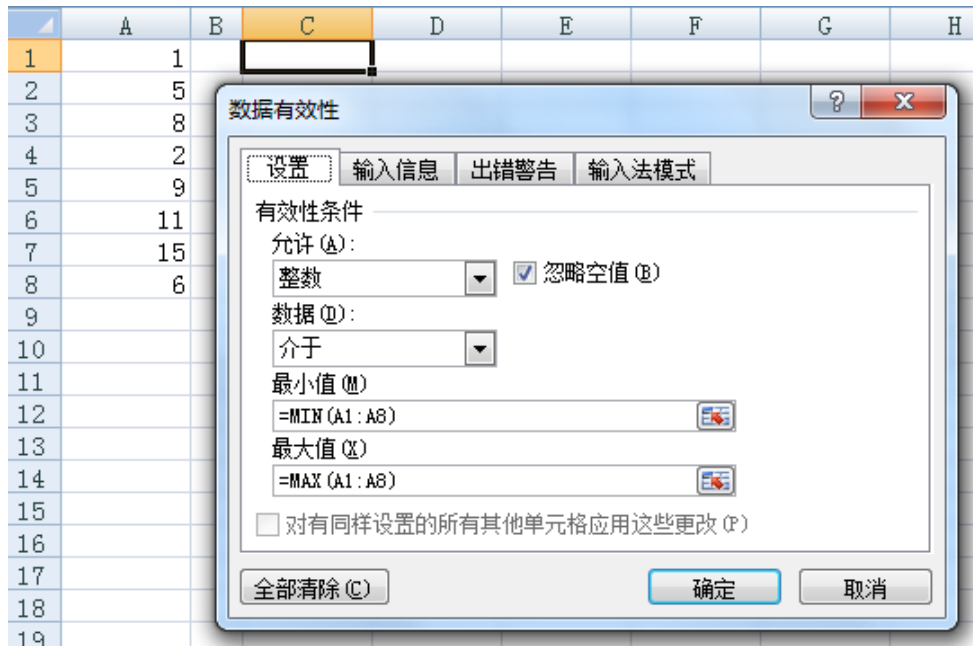 A B C D E F G H
1 1
2 5
3 8
4 2
5 9
6 11
7 15
8 6
9
10
11
12
13
14
15
16
17
18
19
数据有效性
设置 输入信息 出错警告 输入法模式
有效性条件
允许(A):
整数 忽略空值(B)
数据(D):
介于
最小值(M)
=MIN(A1:A8)
最大值(X)
=MAX(A1:A8)
对有同样设置的所有其他单元格应用这些更改(P)
全部清除(C) 确定 取消